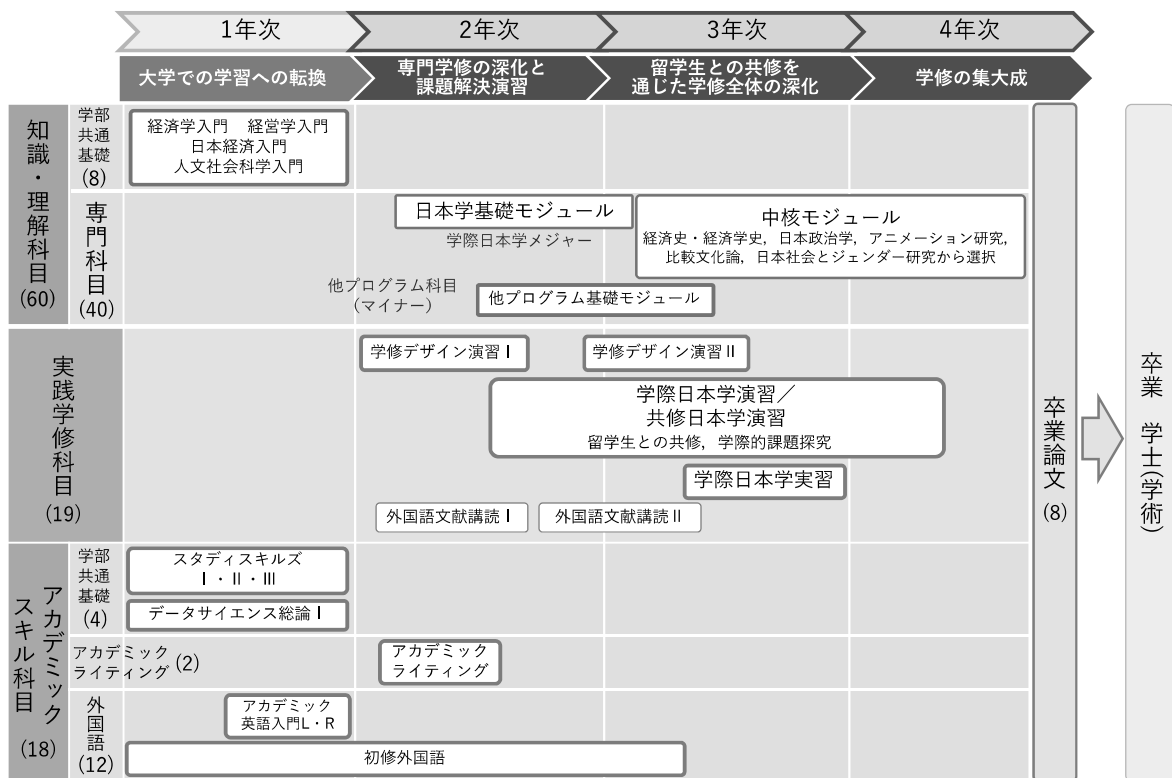 1年次
2年次
3年次
4年次
大学での学習への転換
専門学修の深化と
課題解決演習
留学生との共修を
通じた学修全体の深化
学修の集大成
知識・理解科目
(60)
学部
共通
基礎
(8)
経済学入門 経営学入門
日本経済入門
人文社会科学入門
専門科目
(40)
日本学基礎モジュール
学際日本学メジャー
中核モジュール
経済史・経済学史，日本政治学，アニメーション研究，
比較文化論，日本社会とジェンダー研究から選択
他プログラム科目
（マイナー）
他プログラム基礎モジュール
実践学修科目
(19)
学修デザイン演習Ⅰ
学修デザイン演習Ⅱ
学際日本学演習／
共修日本学演習
留学生との共修，学際的課題探究
学際日本学実習
外国語文献講読Ⅰ
外国語文献講読Ⅱ
アカデミック
スキル科目
(18)
学部
共通
基礎
(4)
スタディスキルズ
Ⅰ・Ⅱ・Ⅲ
データサイエンス総論Ⅰ
アカデミック
ライティング (2)
アカデミック
ライティング
外国語
(12)
アカデミック
英語入門L・R
初修外国語
卒業論文
(8)
卒業 学士(学術)